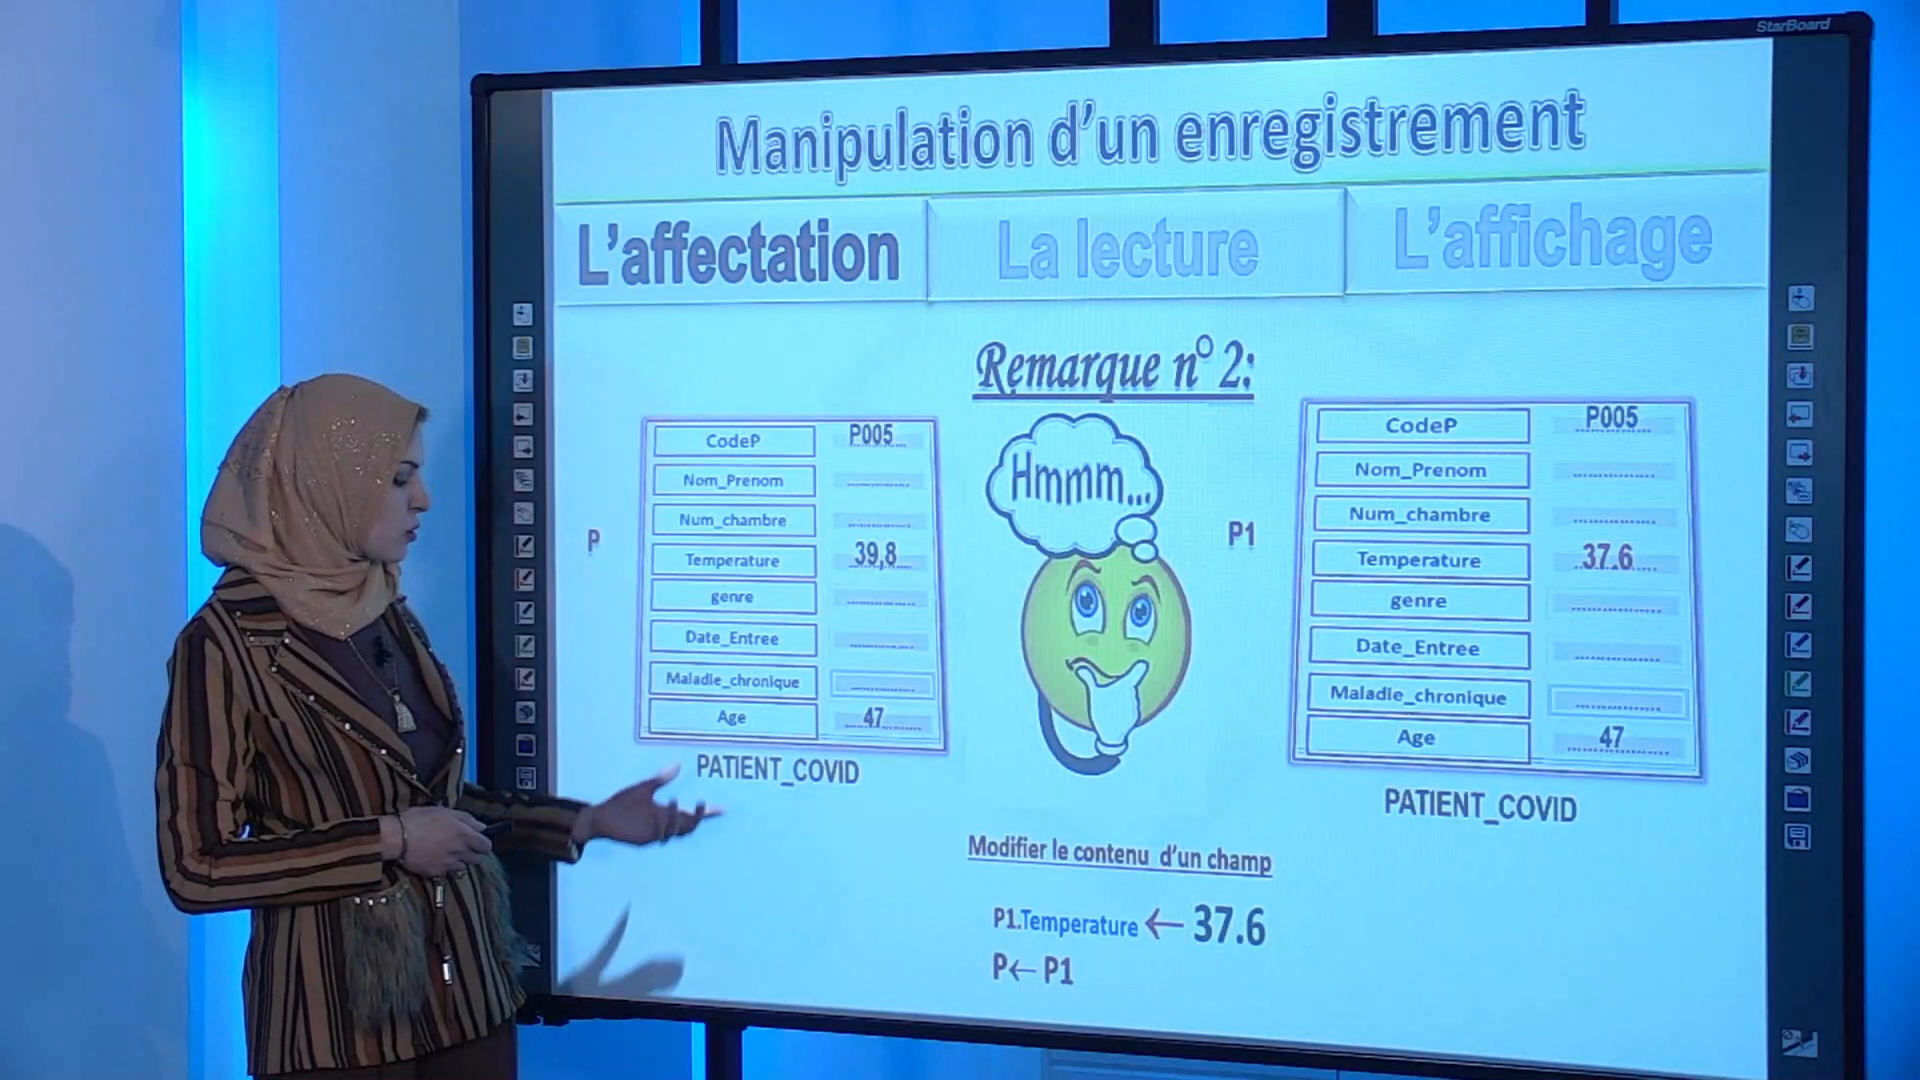 StarBoard
Manipulation d'un enregistrement
L'affectation
La lecture
L'affichage
Remarque n° 2:
P
CodeP P005
Nom_Prenom
Num_chambre
Temperature 39,8
genre
Date_Entree
Maladie_chronique
Age 47
PATIENT_COVID
Hmmm...
P1
CodeP P005
Nom_Prenom
Num_chambre
Temperature 37.6
genre
Date_Entree
Maladie_chronique
Age 47
PATIENT_COVID
Modifier le contenu d'un champ
P1.Temperature ← 37.6
P ← P1